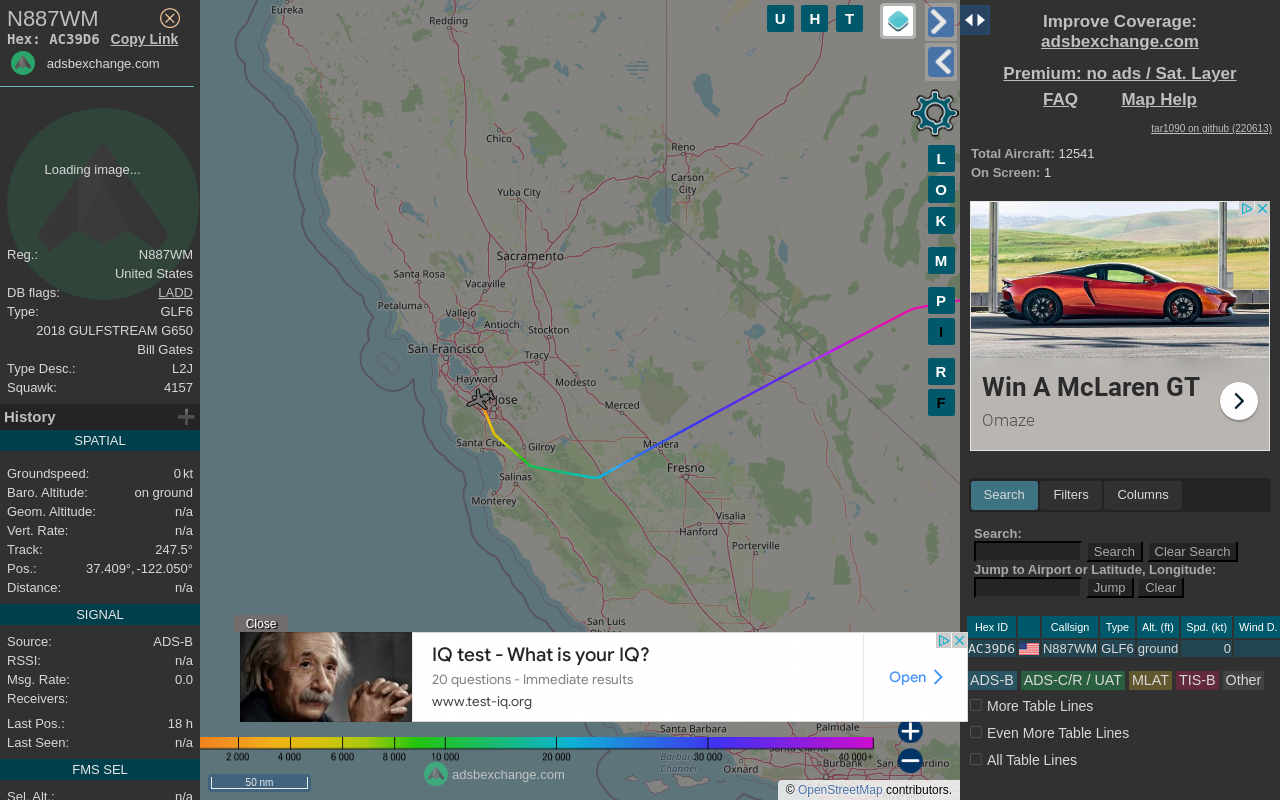 N887WM
Hex: AC39D6 Copy Link
adsbexchange.com
Loading image...
Reg.: N887WM
United States
DB flags: LADD
Type: GLF6
2018 GULFSTREAM G650
Bill Gates
Type Desc.: L2J
Squawk: 4157
History
SPATIAL
Groundspeed: 0 kt
Baro. Altitude: on ground
Geom. Altitude: n/a
Vert. Rate: n/a
Track: 247.5°
Pos.: 37.409°, -122.050°
Distance: n/a
SIGNAL
Source: ADS-B
RSSI: n/a
Msg. Rate: 0.0
Receivers:
Last Pos.: 18 h
Last Seen: n/a
FMS SEL
Sel. Alt.: n/a
Eureka
Redding
U H T
L
O
K
M
P
I
R
F
Chico
Reno
Carson
City
Yuba City
Sacramento
Santa Rosa
Vacaville
Petaluma
Vallejo
Antioch
Stockton
San Francisco
Tracy
Hayward
Modesto
Jose
Merced
Santa Cruz
Gilroy
Madera
Fresno
Salinas
Monterey
Visalia
Hanford
Porterville
San Luis
Close
IQ test - What is your IQ?
20 questions - Immediate results
www.test-iq.org
Open
Santa Barbara
Palmdale
Channel
Oxnard
Burbank
2 000 4 000 6 000 8 000 10 000 20 000 30 000 40 000+
adsbexchange.com
50 nm
© OpenStreetMap contributors.
Improve Coverage:
adsbexchange.com
Premium: no ads / Sat. Layer
FAQ Map Help
tar1090 on github (220613)
Total Aircraft: 12541
On Screen: 1
Win A McLaren GT
Omaze
Search Filters Columns
Search:
Search Clear Search
Jump to Airport or Latitude, Longitude:
Jump Clear
Hex ID Callsign Type Alt. (ft) Spd. (kt) Wind D.
AC39D6 N887WM GLF6 ground 0
ADS-B ADS-C/R / UAT MLAT TIS-B Other
More Table Lines
Even More Table Lines
All Table Lines